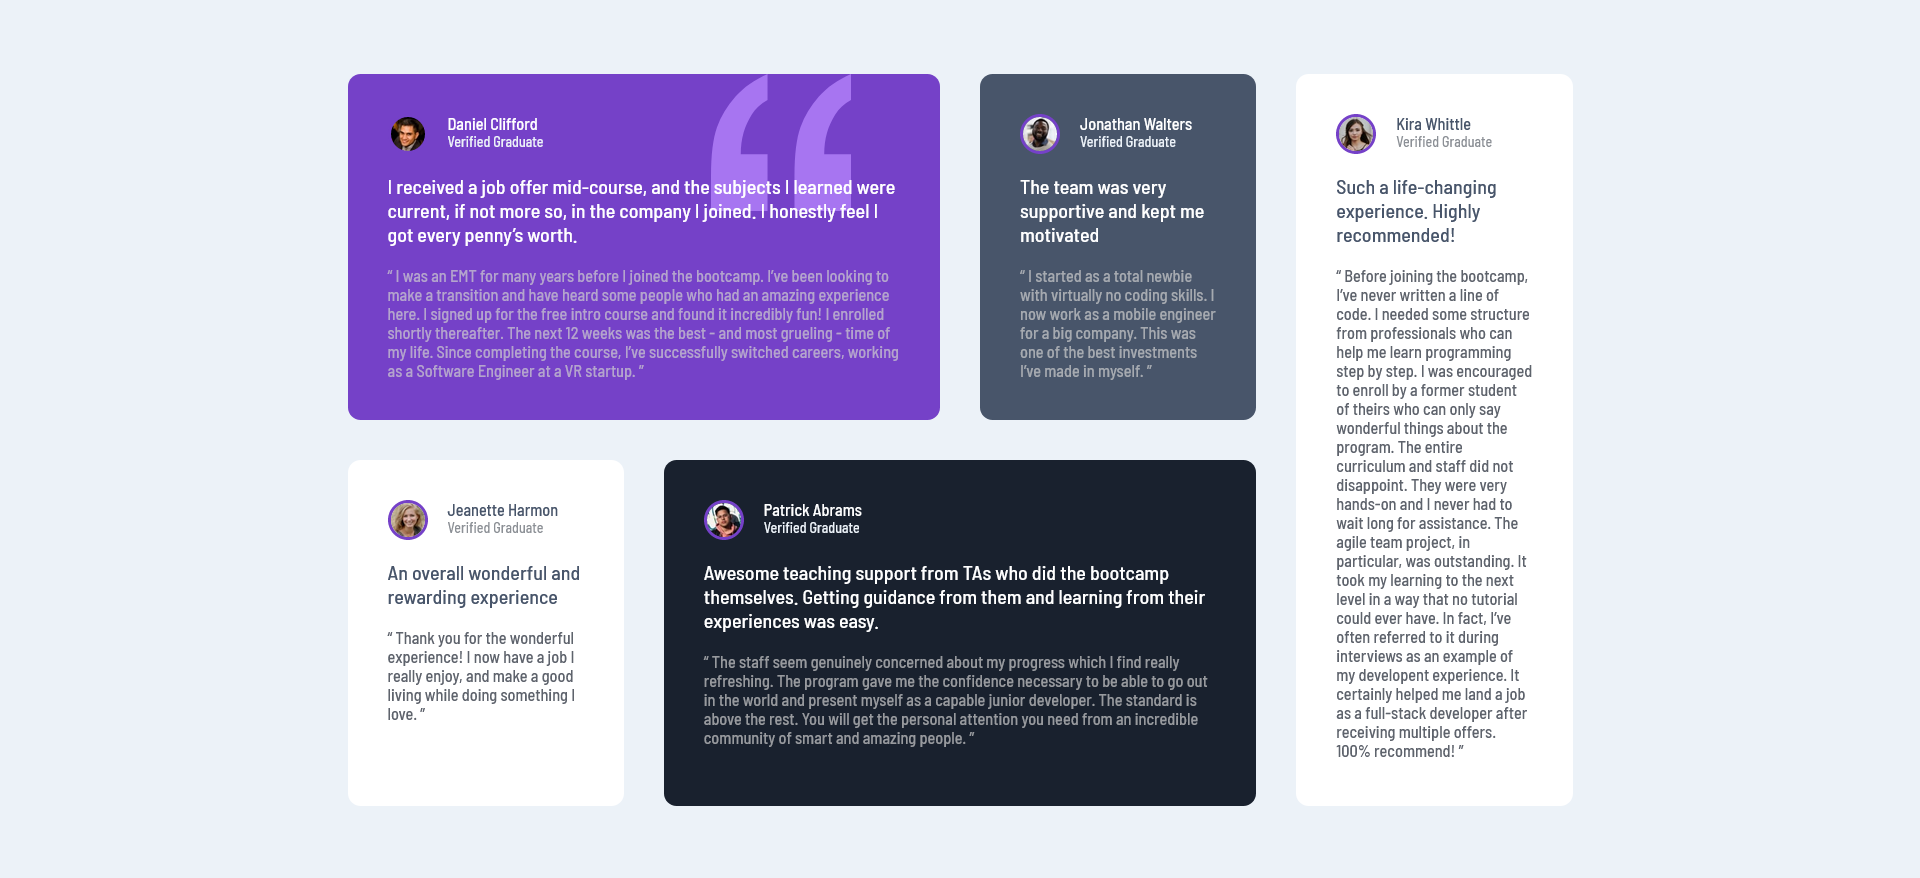 Daniel Clifford
Verified Graduate
I received a job offer mid-course, and the subjects I learned were
current, if not more so, in the company I joined. I honestly feel I
got every penny’s worth.
“ I was an EMT for many years before I joined the bootcamp. I’ve been looking to
make a transition and have heard some people who had an amazing experience
here. I signed up for the free intro course and found it incredibly fun! I enrolled
shortly thereafter. The next 12 weeks was the best - and most grueling - time of
my life. Since completing the course, I’ve successfully switched careers, working
as a Software Engineer at a VR startup. ”
Jonathan Walters
Verified Graduate
The team was very
supportive and kept me
motivated
“ I started as a total newbie
with virtually no coding skills. I
now work as a mobile engineer
for a big company. This was
one of the best investments
I’ve made in myself. ”
Kira Whittle
Verified Graduate
Such a life-changing
experience. Highly
recommended!
“ Before joining the bootcamp,
I’ve never written a line of
code. I needed some structure
from professionals who can
help me learn programming
step by step. I was encouraged
to enroll by a former student
of theirs who can only say
wonderful things about the
program. The entire
curriculum and staff did not
disappoint. They were very
hands-on and I never had to
wait long for assistance. The
agile team project, in
particular, was outstanding. It
took my learning to the next
level in a way that no tutorial
could ever have. In fact, I’ve
often referred to it during
interviews as an example of
my developent experience. It
certainly helped me land a job
as a full-stack developer after
receiving multiple offers.
100% recommend! ”
Jeanette Harmon
Verified Graduate
An overall wonderful and
rewarding experience
“ Thank you for the wonderful
experience! I now have a job I
really enjoy, and make a good
living while doing something I
love. ”
Patrick Abrams
Verified Graduate
Awesome teaching support from TAs who did the bootcamp
themselves. Getting guidance from them and learning from their
experiences was easy.
“ The staff seem genuinely concerned about my progress which I find really
refreshing. The program gave me the confidence necessary to be able to go out
in the world and present myself as a capable junior developer. The standard is
above the rest. You will get the personal attention you need from an incredible
community of smart and amazing people. ”